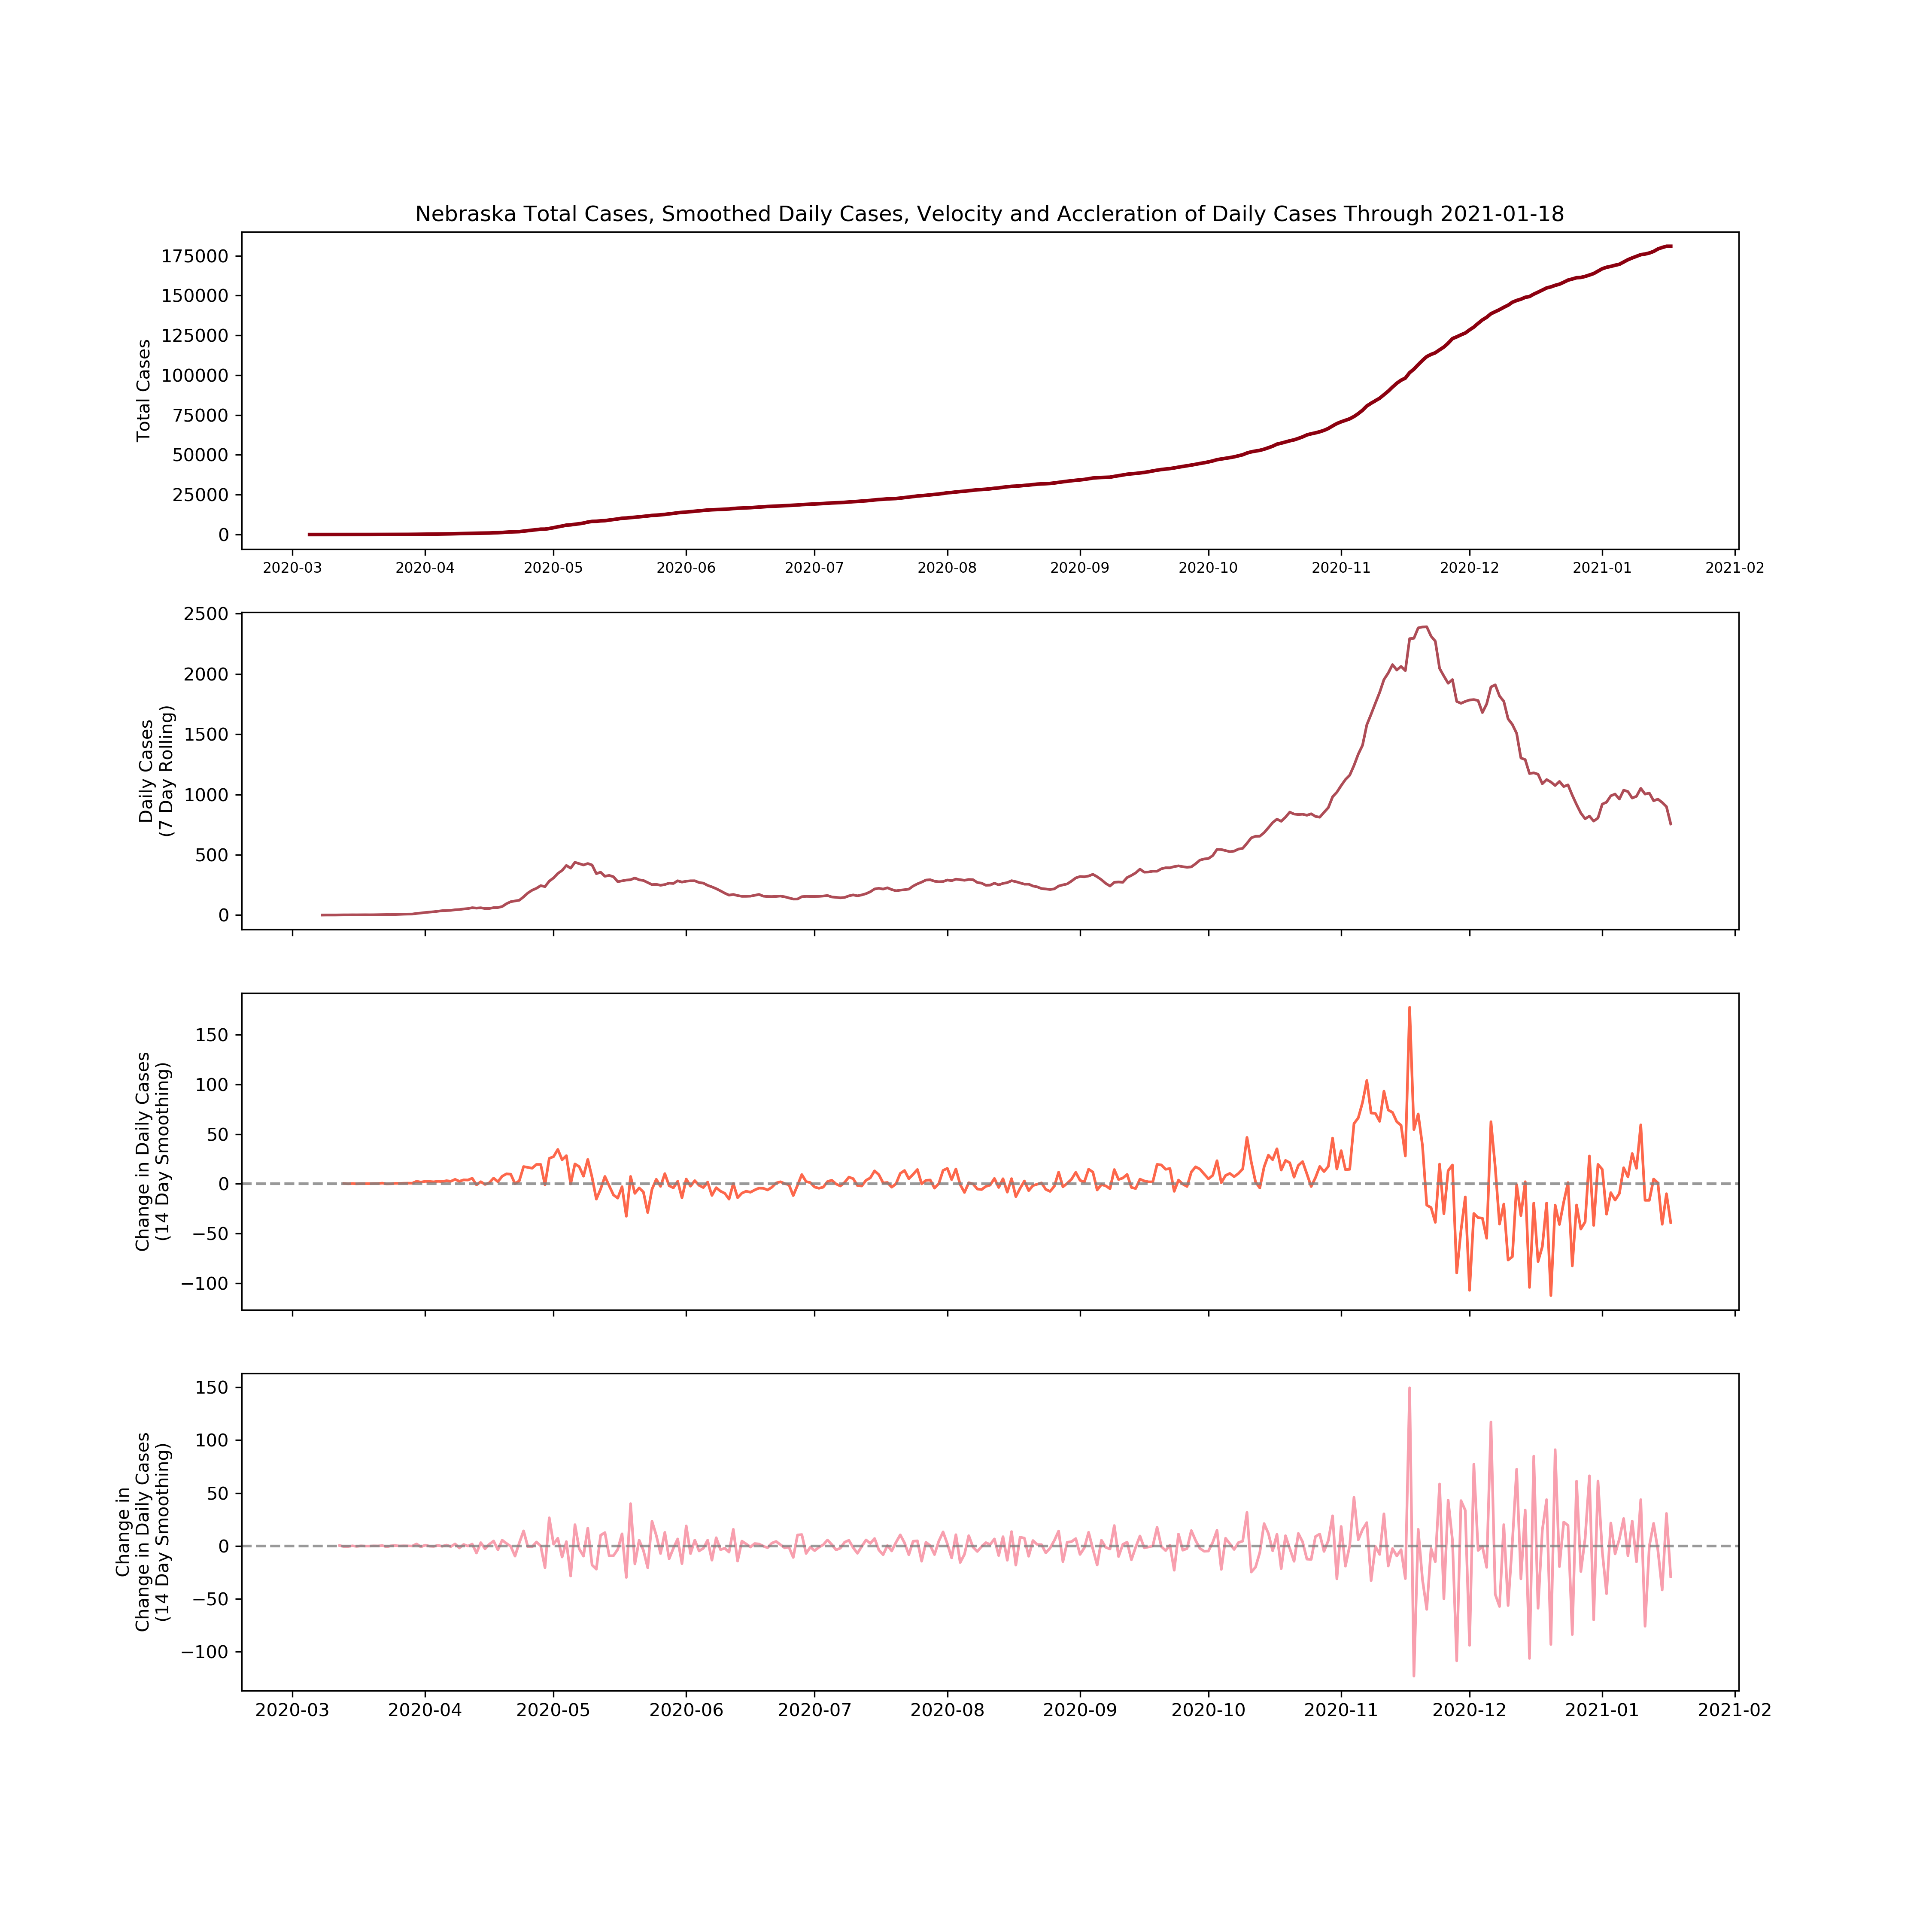 Nebraska Total Cases, Smoothed Daily Cases, Velocity and Accleration of Daily Cases Through 2021-01-18
Total Cases
175000
150000
125000
100000
75000
50000
25000
0
2020-03 2020-04 2020-05 2020-06 2020-07 2020-08 2020-09 2020-10 2020-11 2020-12 2021-01 2021-02
Daily Cases
(7 Day Rolling)
2500
2000
1500
1000
500
0
Change in Daily Cases
(14 Day Smoothing)
150
100
50
0
−50
−100
Change in
Change in Daily Cases
(14 Day Smoothing)
150
100
50
0
−50
−100
2020-03 2020-04 2020-05 2020-06 2020-07 2020-08 2020-09 2020-10 2020-11 2020-12 2021-01 2021-02